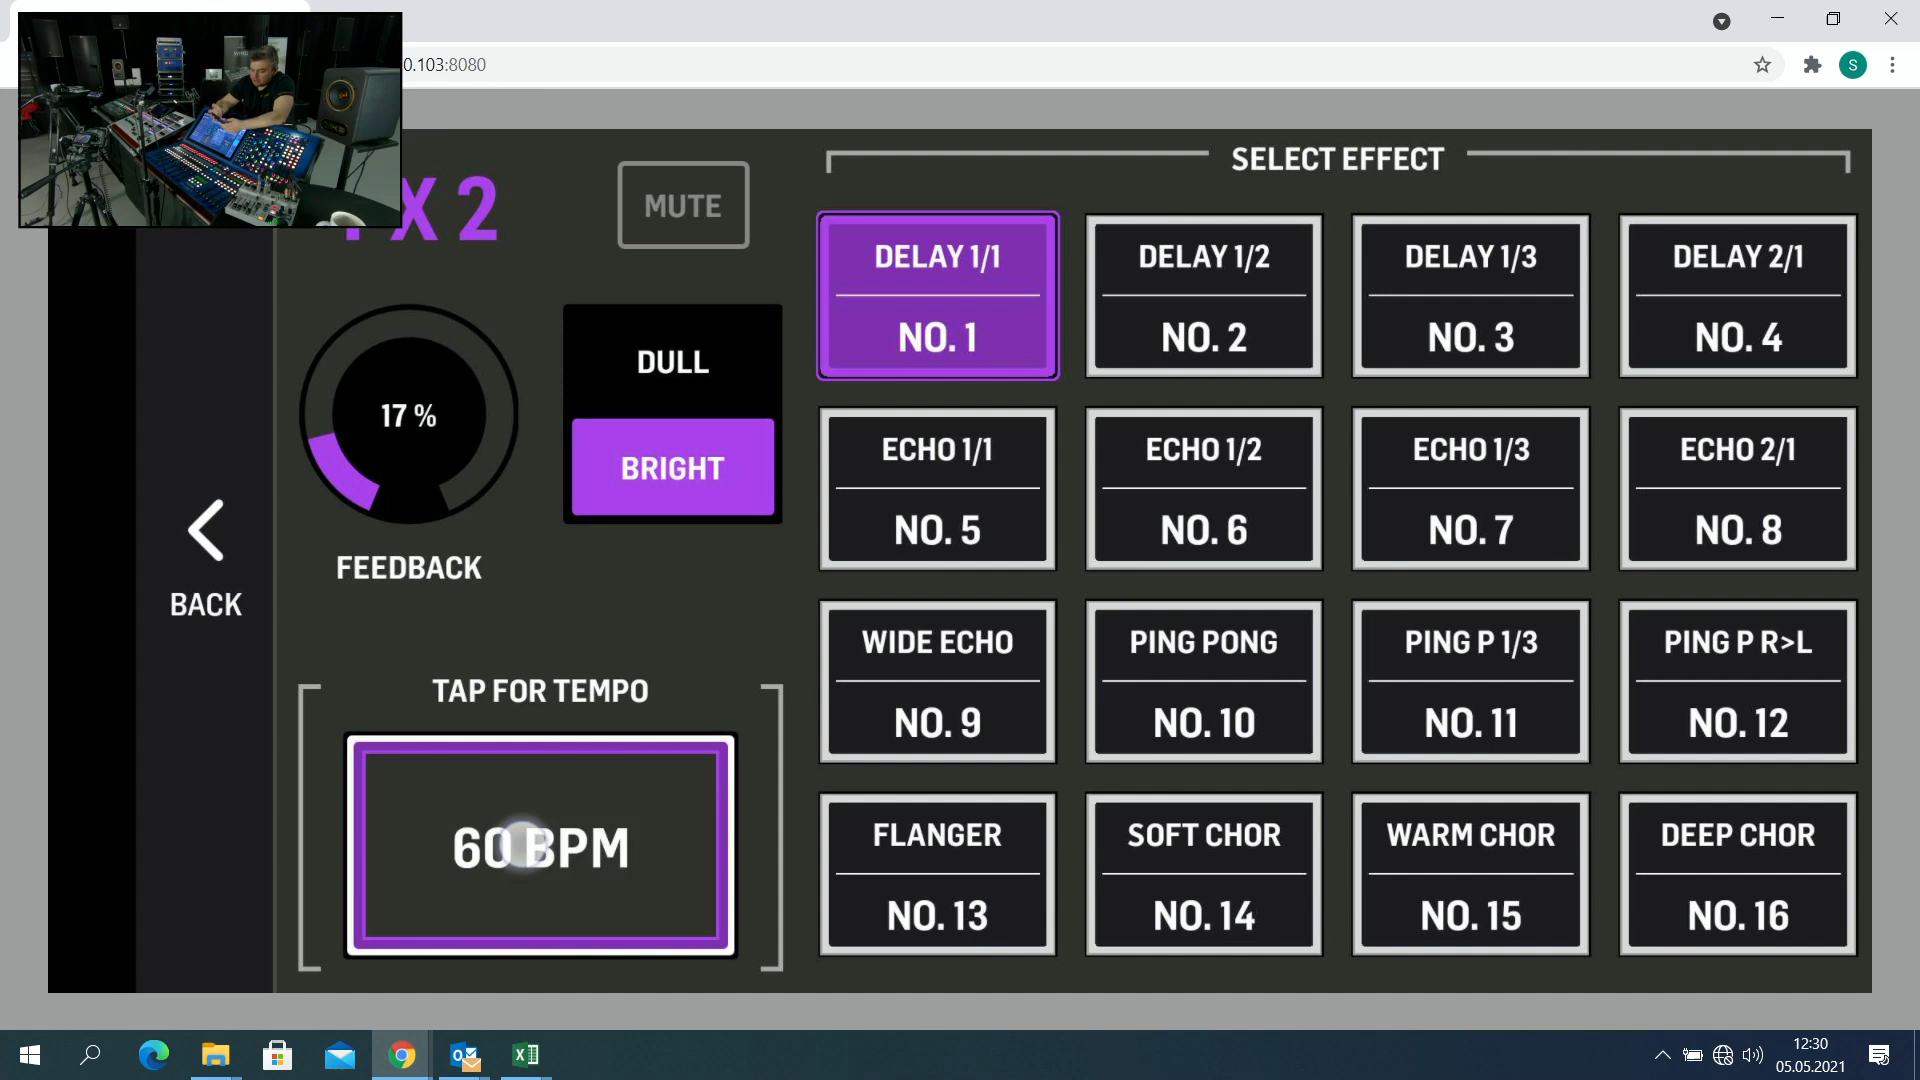 0.103:8080
S
X 2
MUTE
SELECT EFFECT
DELAY 1/1
NO. 1
DELAY 1/2
NO. 2
DELAY 1/3
NO. 3
DELAY 2/1
NO. 4
17 %
FEEDBACK
DULL
BRIGHT
ECHO 1/1
NO. 5
ECHO 1/2
NO. 6
ECHO 1/3
NO. 7
ECHO 2/1
NO. 8
BACK
WIDE ECHO
NO. 9
PING PONG
NO. 10
PING P 1/3
NO. 11
PING P R>L
NO. 12
TAP FOR TEMPO
60 BPM
FLANGER
NO. 13
SOFT CHOR
NO. 14
WARM CHOR
NO. 15
DEEP CHOR
NO. 16
12:30
05.05.2021